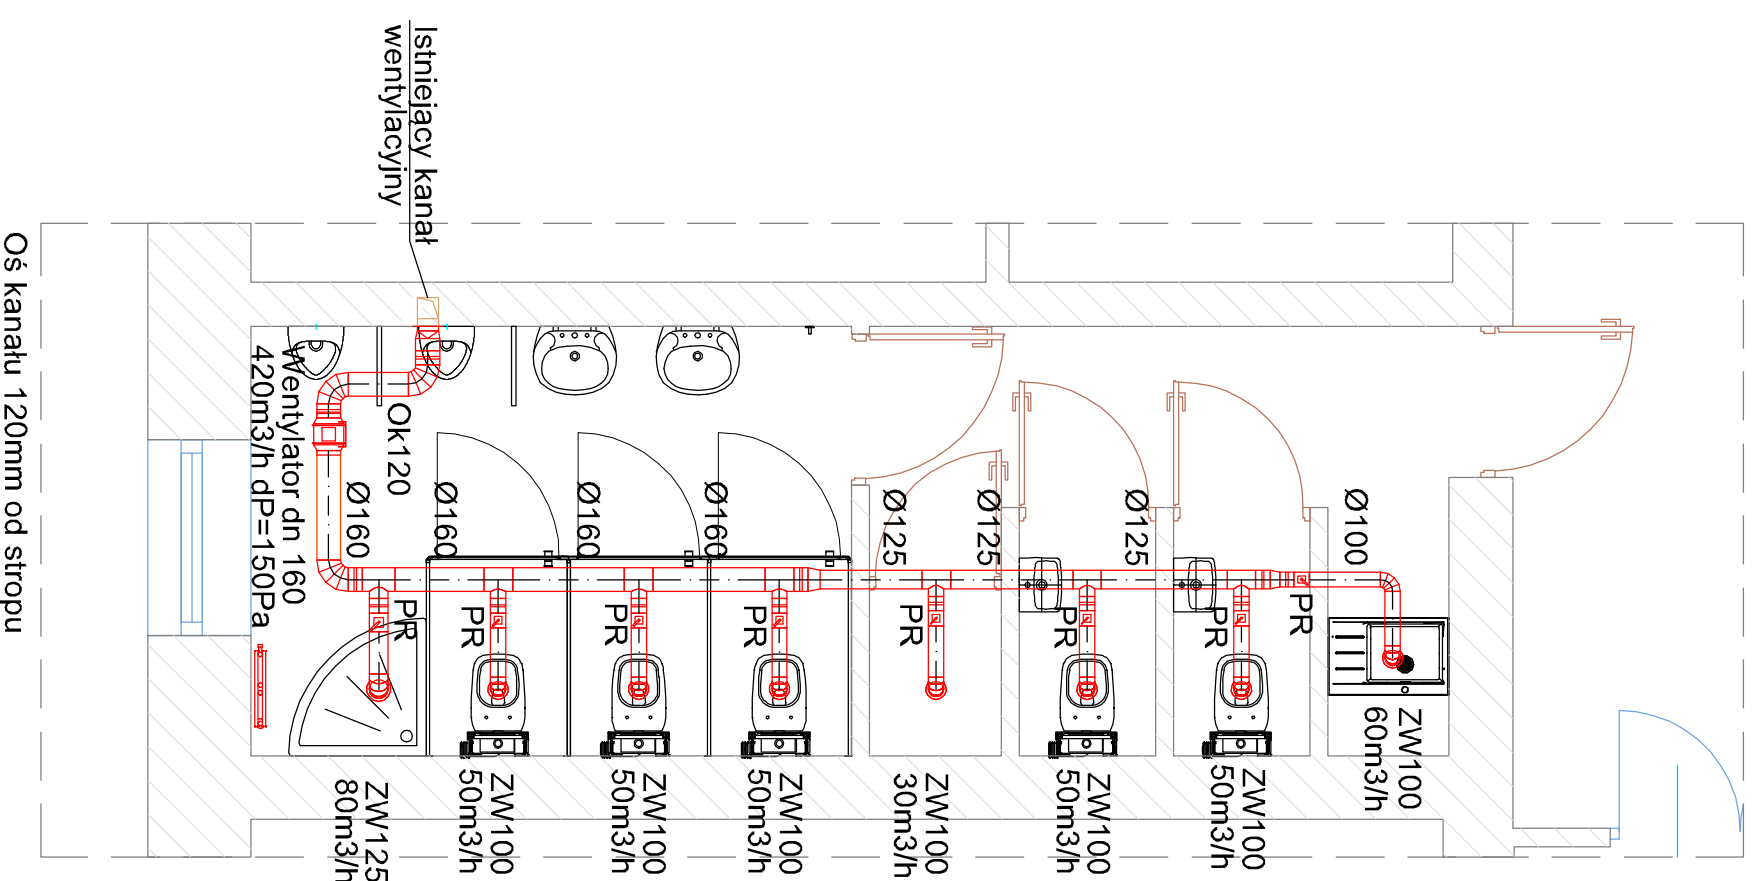 Istniejący kanał
wentylacyjny
Oś kanału 120mm od stropu
Wentylator dn 160
420m3/h dP=150Pa
Ok120
Ø160
Ø160
Ø160
Ø160
Ø125
Ø125
Ø125
Ø100
PR
PR
PR
PR
PR
PR
PR
PR
ZW125
80m3/h
ZW100
50m3/h
ZW100
50m3/h
ZW100
50m3/h
ZW100
30m3/h
ZW100
50m3/h
ZW100
50m3/h
ZW100
60m3/h